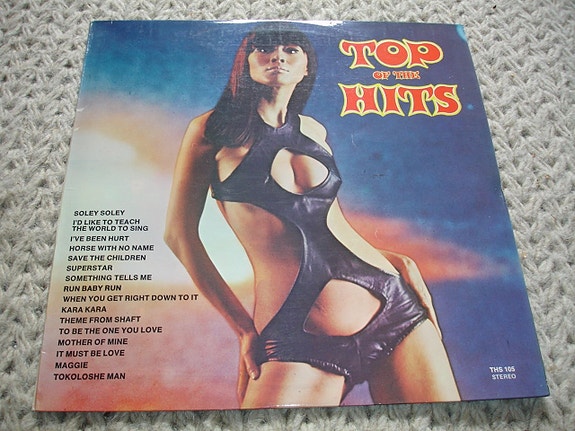 TOP
OF THE
HITS
SOLEY SOLEY
I'D LIKE TO TEACH
THE WORLD TO SING
I'VE BEEN HURT
HORSE WITH NO NAME
SAVE THE CHILDREN
SUPERSTAR
SOMETHING TELLS ME
RUN BABY RUN
WHEN YOU GET RIGHT DOWN TO IT
KARA KARA
THEME FROM SHAFT
TO BE THE ONE YOU LOVE
MOTHER OF MINE
IT MUST BE LOVE
MAGGIE
TOKOLOSHE MAN
THS 105
STEREO